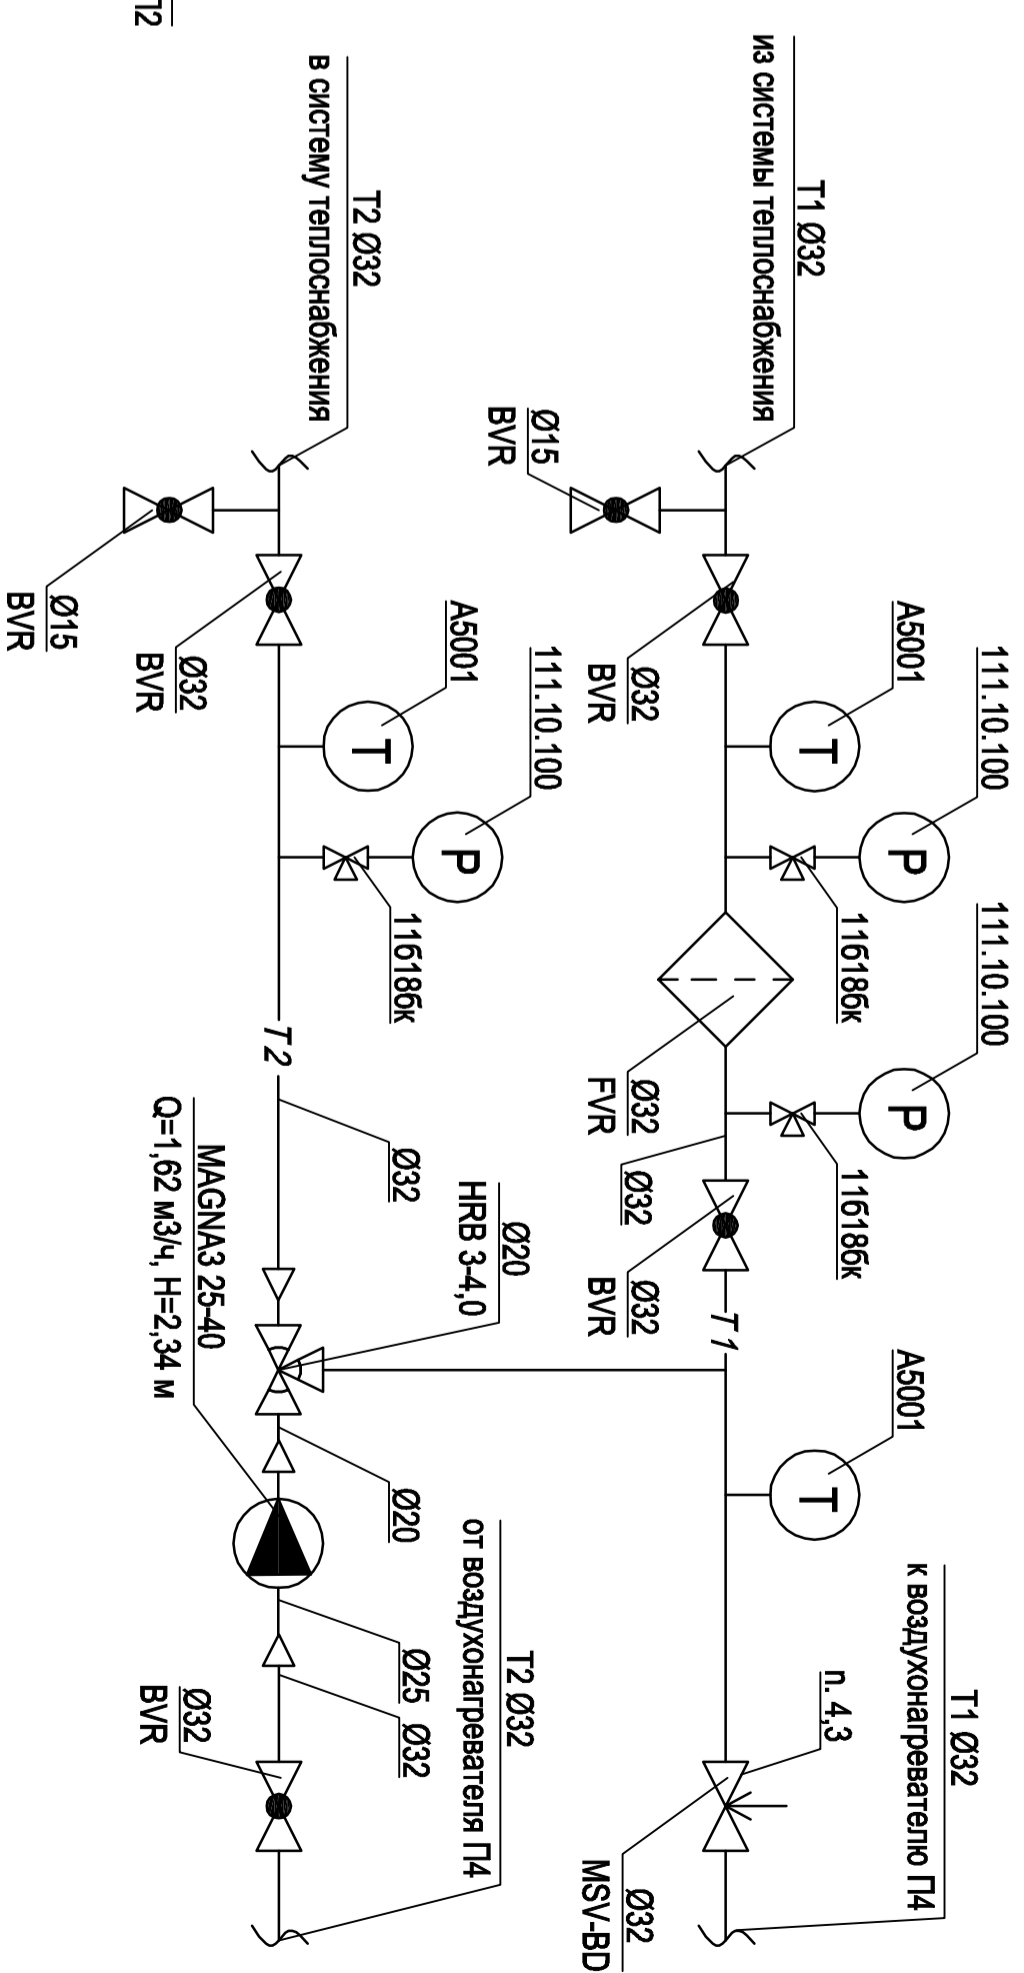 111.10.100
111.10.100
Т1 Ø32
к воздухонагревателю П4
А5001
Р
Р
А5001
Т1 Ø32
из системы теплоснабжения
Т
11б18бк
11б18бк
Т
п. 4,3
Ø15
BVR
Ø32
BVR
Ø32
FVR
Ø32
Ø32
BVR
Т1
Ø32
MSV-BD
111.10.100
А5001
Р
Т
11б18бк
Т2 Ø32
в систему теплоснабжения
Ø20
HRB 3-4,0
Т2 Ø32
от воздухонагревателя П4
Ø32
Ø20
Ø25
Ø32
Т2
Ø15
BVR
Ø32
BVR
MAGNA3 25-40
Q=1,62 м3/ч, H=2,34 м
Ø32
BVR